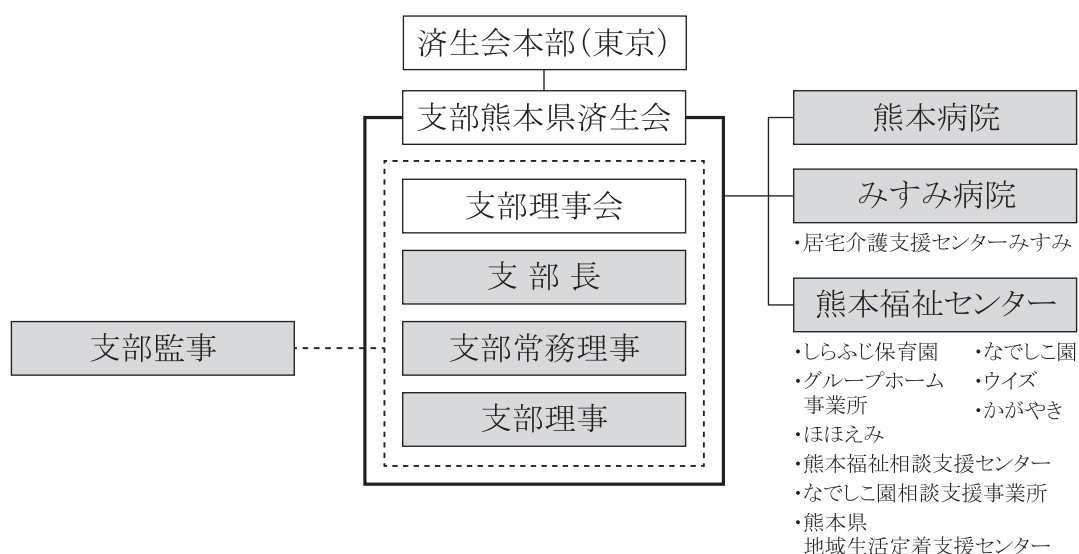 済生会本部（東京）
支部熊本県済生会
支部理事会
支 部 長
支部常務理事
支部理事
支部監事
熊本病院
みすみ病院
・居宅介護支援センターみすみ
熊本福祉センター
・しらふじ保育園
・グループホーム
事業所
・ほほえみ
・なでしこ園
・ウイズ
・かがやき
・熊本福祉相談支援センター
・なでしこ園相談支援事業所
・熊本県
地域生活定着支援センター